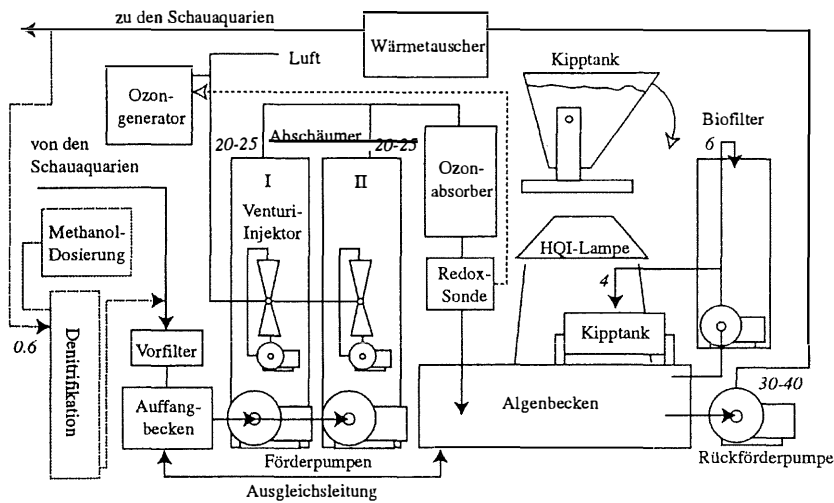 zu den Schauaquarien
Wärmetauscher
Luft
Kipptank
Ozon-
generator
Biofilter
6
von den
Schauaquarien
20-25
Abschäumer
20-25
Ozon-
absorber
I
II
Venturi-
Injektor
Methanol-
Dosierung
HQI-Lampe
Redox-
Sonde
4
Kipptank
0.6
Denitrifikation
Vorfilter
30-40
Auffang-
becken
Algenbecken
Förderpumpen
Rückförderpumpe
Ausgleichsleitung